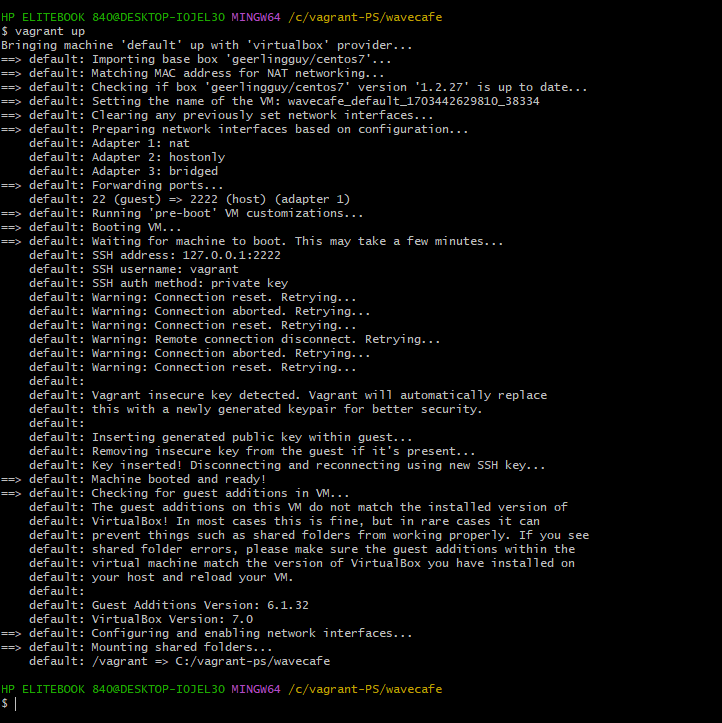 HP ELITEBOOK 840@DESKTOP-IOJEL3O MINGW64 /c/vagrant-PS/wavecafe
$ vagrant up
Bringing machine 'default' up with 'virtualbox' provider...
==> default: Importing base box 'geerlingguy/centos7'...
==> default: Matching MAC address for NAT networking...
==> default: Checking if box 'geerlingguy/centos7' version '1.2.27' is up to date...
==> default: Setting the name of the VM: wavecafe_default_1703442629810_38334
==> default: Clearing any previously set network interfaces...
==> default: Preparing network interfaces based on configuration...
    default: Adapter 1: nat
    default: Adapter 2: hostonly
    default: Adapter 3: bridged
==> default: Forwarding ports...
    default: 22 (guest) => 2222 (host) (adapter 1)
==> default: Running 'pre-boot' VM customizations...
==> default: Booting VM...
==> default: Waiting for machine to boot. This may take a few minutes...
    default: SSH address: 127.0.0.1:2222
    default: SSH username: vagrant
    default: SSH auth method: private key
    default: Warning: Connection reset. Retrying...
    default: Warning: Connection aborted. Retrying...
    default: Warning: Connection reset. Retrying...
    default: Warning: Remote connection disconnect. Retrying...
    default: Warning: Connection aborted. Retrying...
    default: Warning: Connection reset. Retrying...
    default:
    default: Vagrant insecure key detected. Vagrant will automatically replace
    default: this with a newly generated keypair for better security.
    default:
    default: Inserting generated public key within guest...
    default: Removing insecure key from the guest if it's present...
    default: Key inserted! Disconnecting and reconnecting using new SSH key...
==> default: Machine booted and ready!
==> default: Checking for guest additions in VM...
    default: The guest additions on this VM do not match the installed version of
    default: VirtualBox! In most cases this is fine, but in rare cases it can
    default: prevent things such as shared folders from working properly. If you see
    default: shared folder errors, please make sure the guest additions within the
    default: virtual machine match the version of VirtualBox you have installed on
    default: your host and reload your VM.
    default:
    default: Guest Additions Version: 6.1.32
    default: VirtualBox Version: 7.0
==> default: Configuring and enabling network interfaces...
==> default: Mounting shared folders...
    default: /vagrant => C:/vagrant-ps/wavecafe
HP ELITEBOOK 840@DESKTOP-IOJEL3O MINGW64 /c/vagrant-PS/wavecafe
$